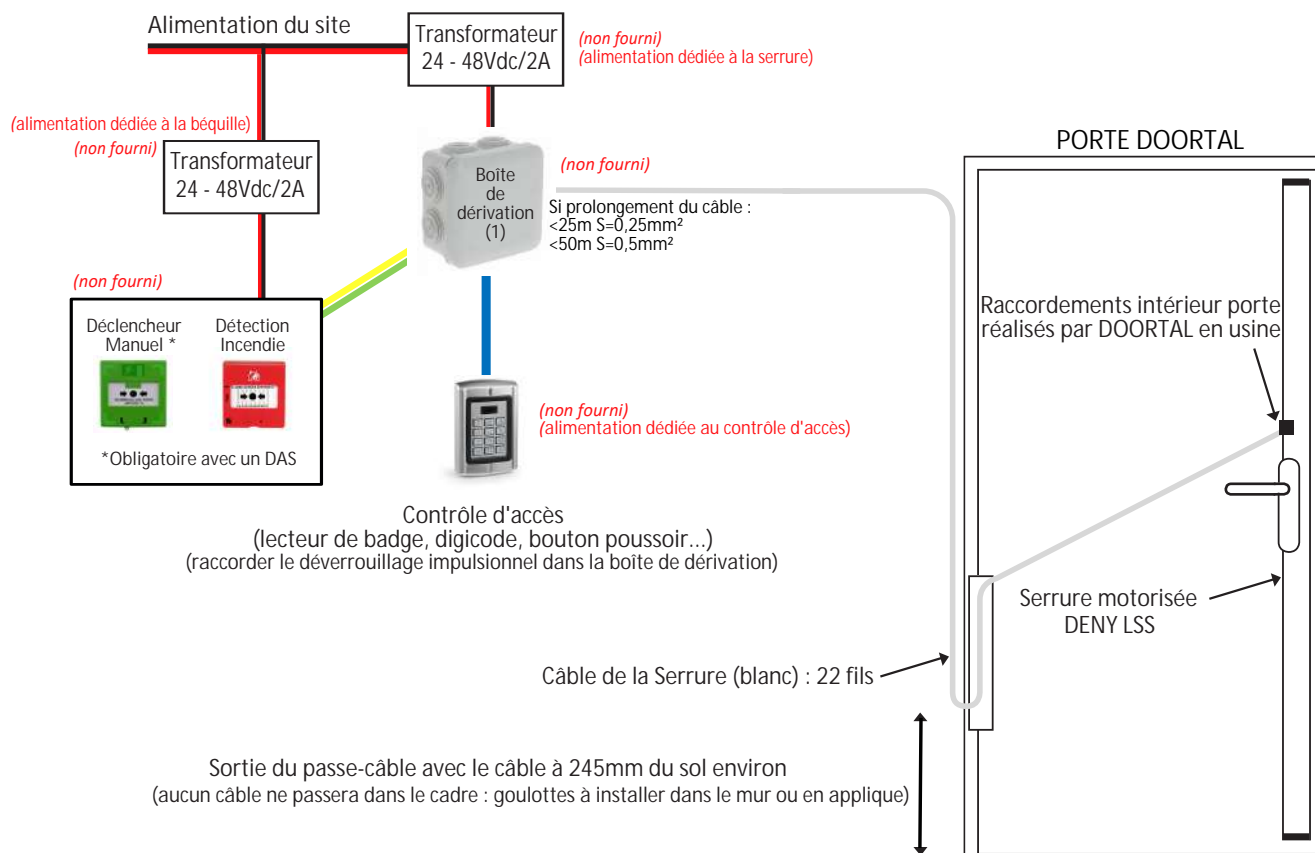 Alimentation du site
Transformateur
24 - 48Vdc/2A
(non fourni)
(alimentation dédiée à la serrure)
(alimentation dédiée à la béquille)
(non fourni)
Transformateur
24 - 48Vdc/2A
Boîte
de
dérivation
(1)
(non fourni)
Si prolongement du câble :
<25m S=0,25mm²
<50m S=0,5mm²
PORTE DOORTAL
(non fourni)
Déclencheur
Manuel *
Détection
Incendie
*Obligatoire avec un DAS
Raccordements intérieur porte
réalisés par DOORTAL en usine
(non fourni)
(alimentation dédiée au contrôle d'accès)
Contrôle d'accès
(lecteur de badge, digicode, bouton poussoir...)
(raccorder le déverrouillage impulsionnel dans la boîte de dérivation)
Serrure motorisée
DENY LSS
Câble de la Serrure (blanc) : 22 fils
Sortie du passe-câble avec le câble à 245mm du sol environ
(aucun câble ne passera dans le cadre : goulottes à installer dans le mur ou en applique)